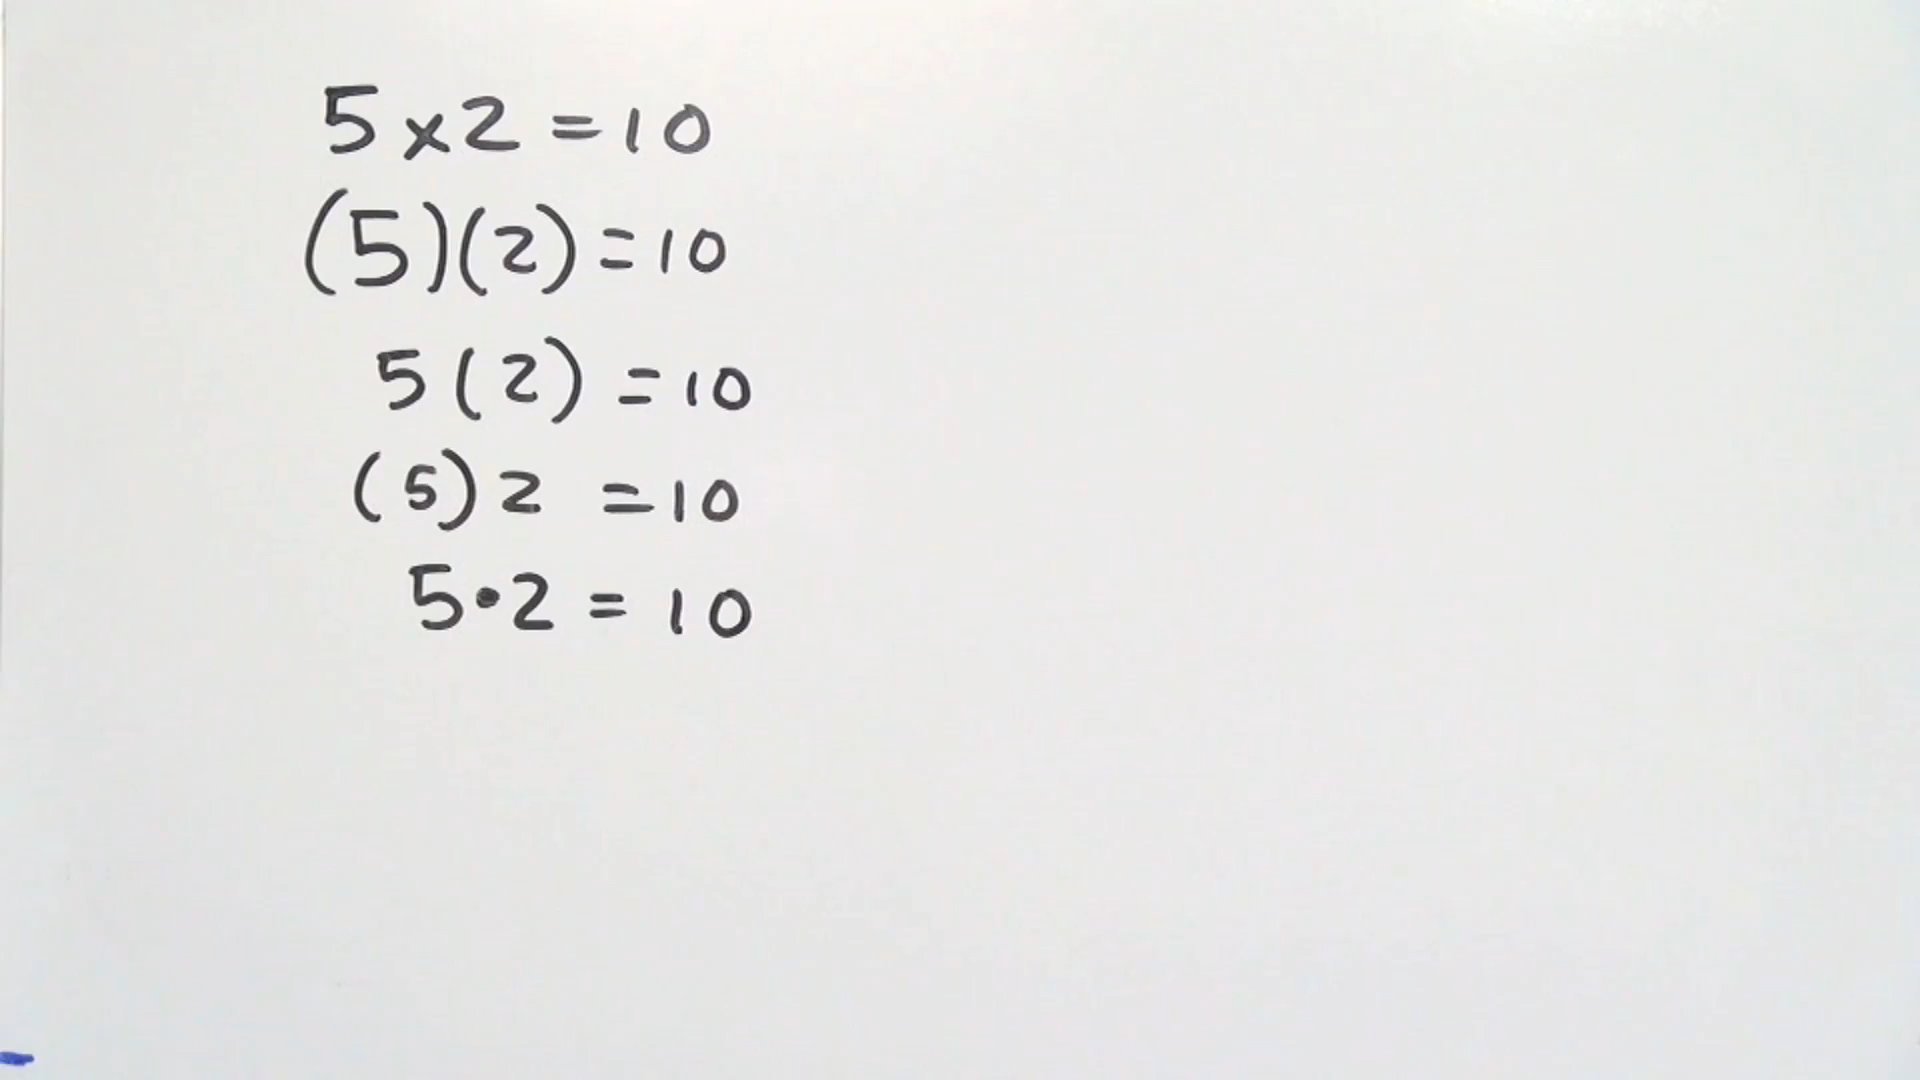 5 x 2 = 10
(5)(2) = 10
5(2) = 10
(5)2 = 10
5•2 = 10